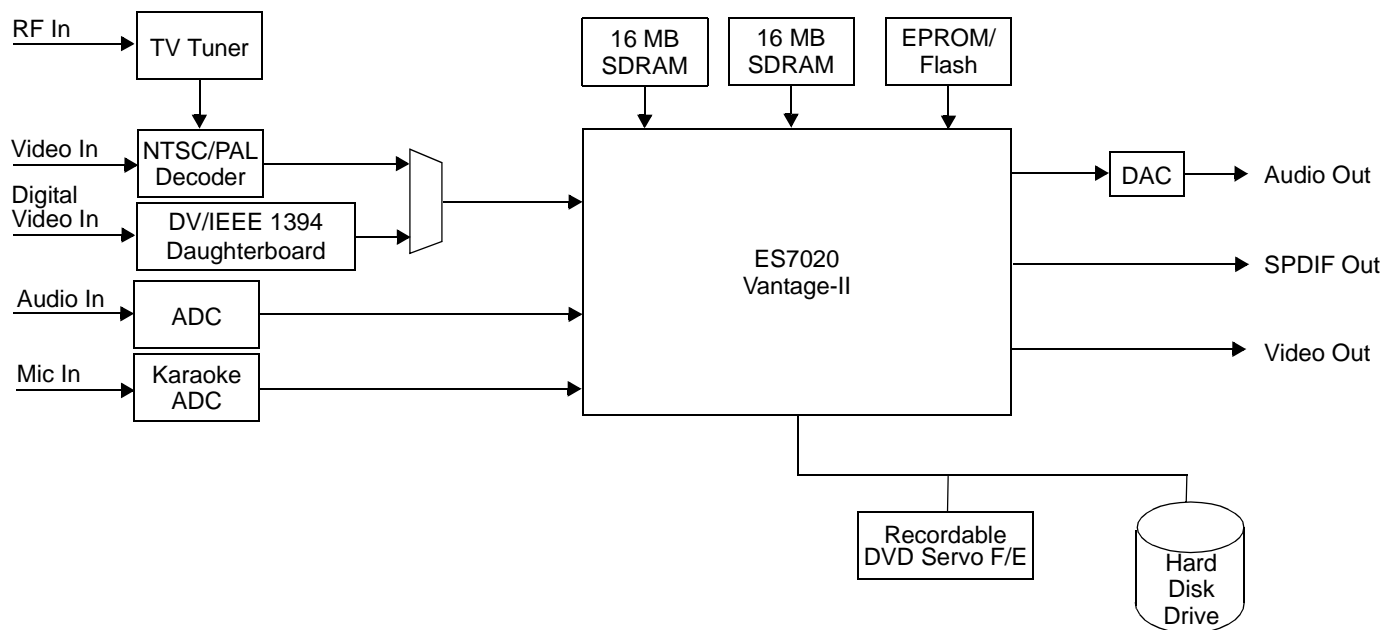 RF In
TV Tuner
16 MB
SDRAM
16 MB
SDRAM
EPROM/
Flash
Video In
NTSC/PAL
Decoder
Digital
Video In
DV/IEEE 1394
Daughterboard
Audio In
ADC
Mic In
Karaoke
ADC
ES7020
Vantage-II
DAC
Audio Out
SPDIF Out
Video Out
Recordable
DVD Servo F/E
Hard
Disk
Drive